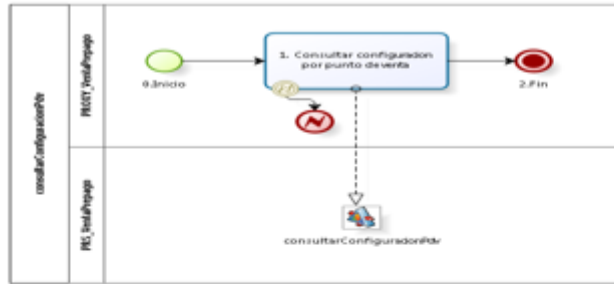 consultarConfiguracionPdv
PROXY_VentaPrepago
1. Consultar configuracion
por punto de venta
0.Inicio
2.Fin
PRS_VentaPrepago
consultarConfiguracionPdv